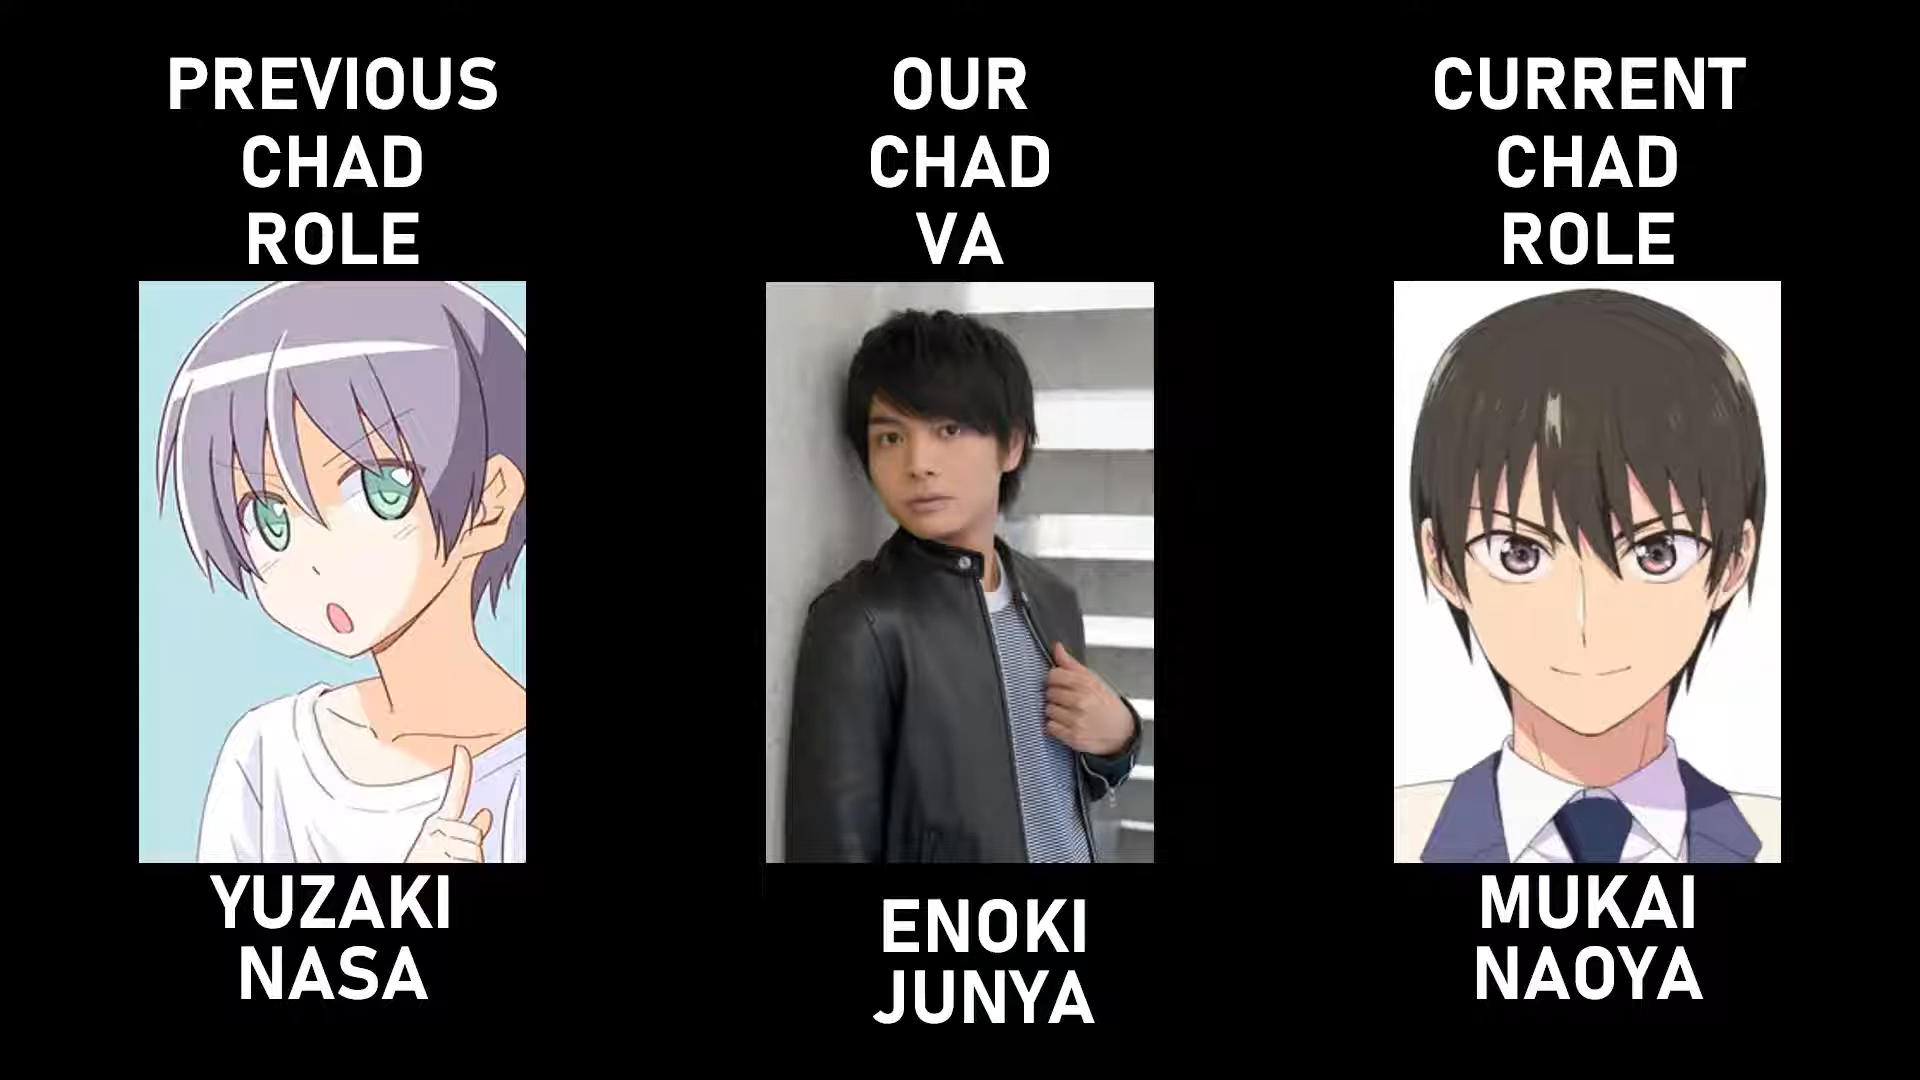 PREVIOUS
CHAD
ROLE
YUZAKI
NASA
OUR
CHAD
VA
ENOKI
JUNYA
CURRENT
CHAD
ROLE
MUKAI
NAOYA